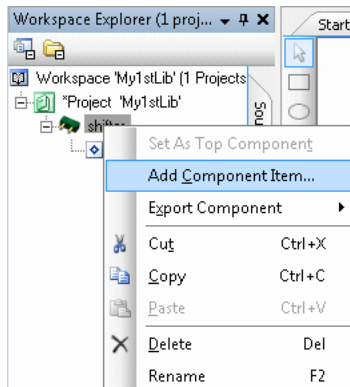 Workspace Explorer (1 proj...
Start
Workspace 'My1stLib' (1 Projects
*Project 'My1stLib'
Set As Top Component
Add Component Item...
Export Component
Cut Ctrl+X
Copy Ctrl+C
Paste Ctrl+V
Delete Del
Rename F2